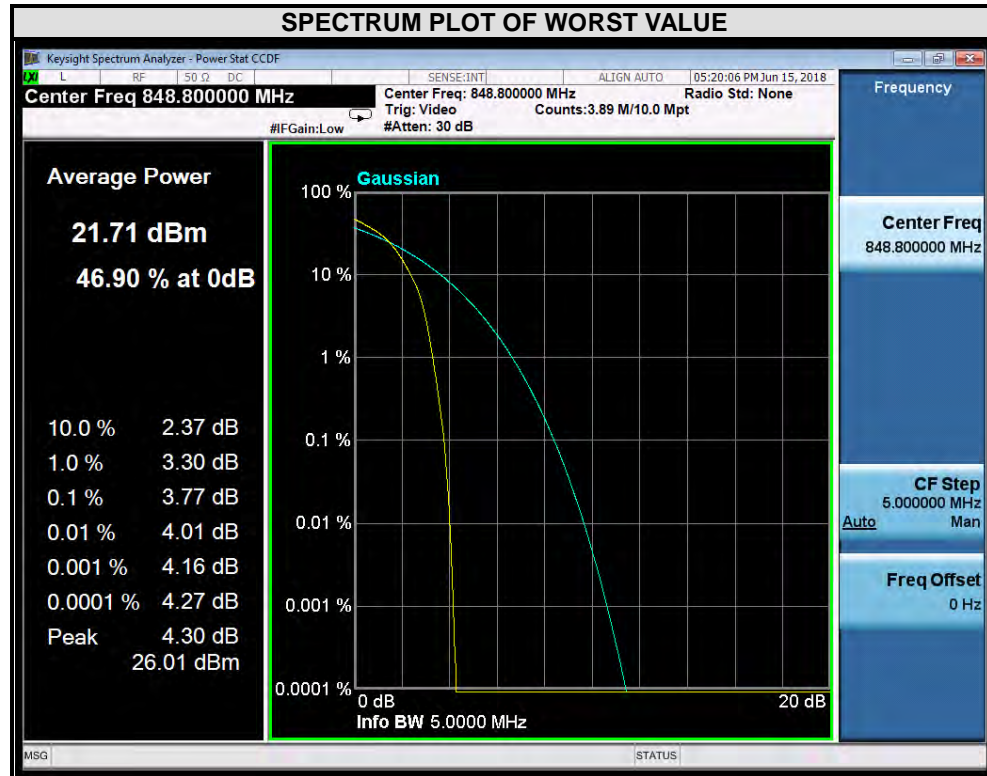 SPECTRUM PLOT OF WORST VALUE
Keysight Spectrum Analyzer - Power Stat CCDF
LXI L RF 50 Ω DC SENSE:INT ALIGN AUTO 05:20:06 PM Jun 15, 2018
Center Freq 848.800000 MHz
Center Freq: 848.800000 MHz Radio Std: None
Trig: Video Counts:3.89 M/10.0 Mpt
#IFGain:Low #Atten: 30 dB
Frequency
Average Power
21.71 dBm
46.90 % at 0dB
10.0 % 2.37 dB
1.0 % 3.30 dB
0.1 % 3.77 dB
0.01 % 4.01 dB
0.001 % 4.16 dB
0.0001 % 4.27 dB
Peak 4.30 dB
26.01 dBm
Gaussian
100 %
10 %
1 %
0.1 %
0.01 %
0.001 %
0.0001 %
0 dB 20 dB
Info BW 5.0000 MHz
Center Freq
848.800000 MHz
CF Step
5.000000 MHz
Auto Man
Freq Offset
0 Hz
MSG STATUS